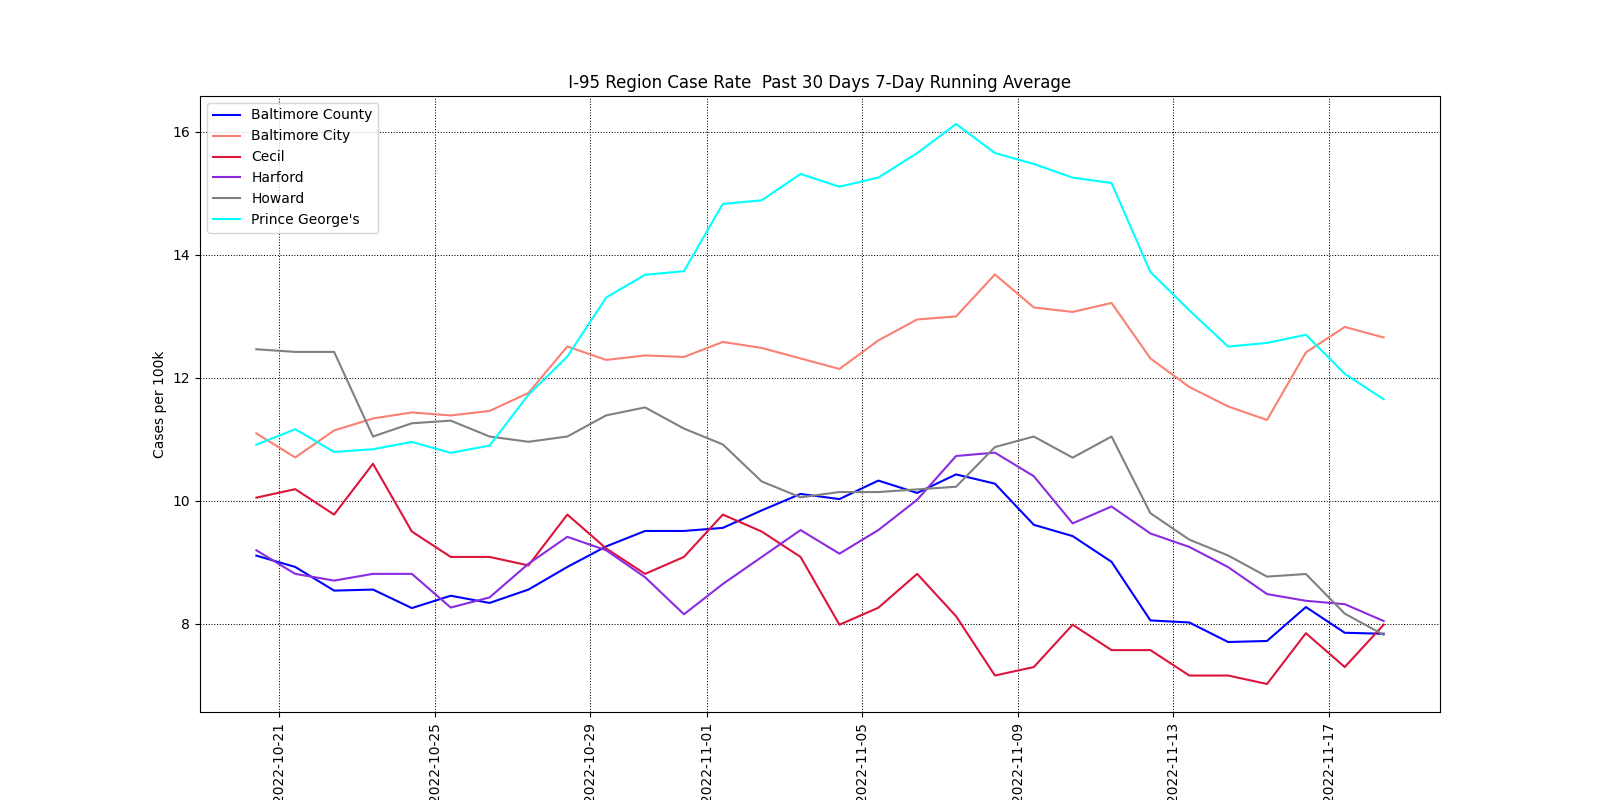 I-95 Region Case Rate  Past 30 Days 7-Day Running Average
Baltimore County
Baltimore City
Cecil
Harford
Howard
Prince George's
16
14
12
10
8
Cases per 100k
2022-10-21
2022-10-25
2022-10-29
2022-11-01
2022-11-05
2022-11-09
2022-11-13
2022-11-17